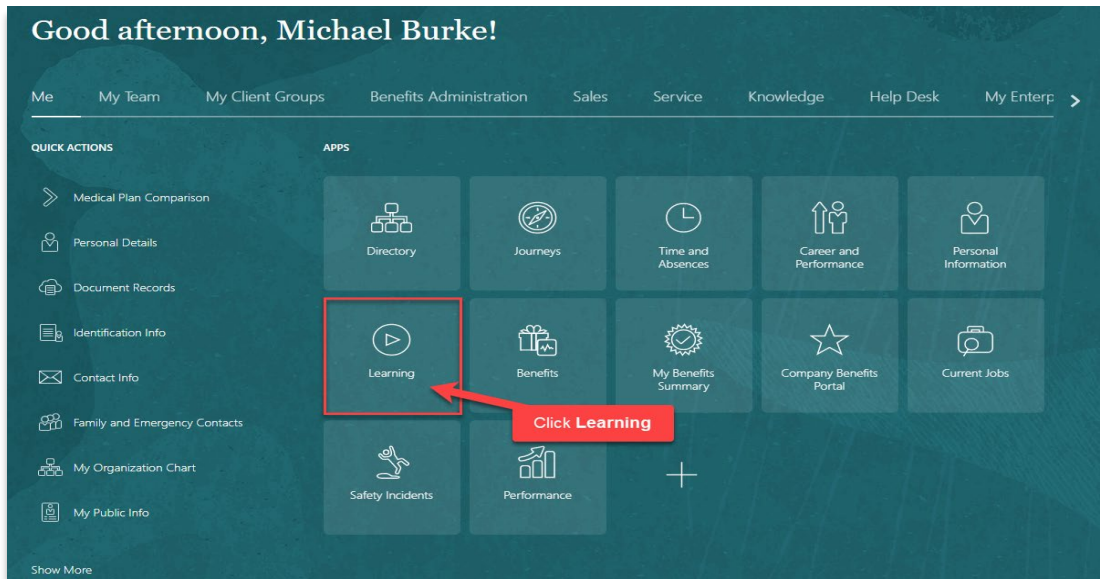 Good afternoon, Michael Burke!
Me My Team My Client Groups Benefits Administration Sales Service Knowledge Help Desk My Enterp
QUICK ACTIONS
APPS
Medical Plan Comparison
Personal Details
Document Records
Identification Info
Contact Info
Family and Emergency Contacts
My Organization Chart
My Public Info
Show More
Directory
Journeys
Time and
Absences
Career and
Performance
Personal
Information
Learning
Benefits
My Benefits
Summary
Company Benefits
Portal
Current Jobs
Click Learning
Safety Incidents
Performance